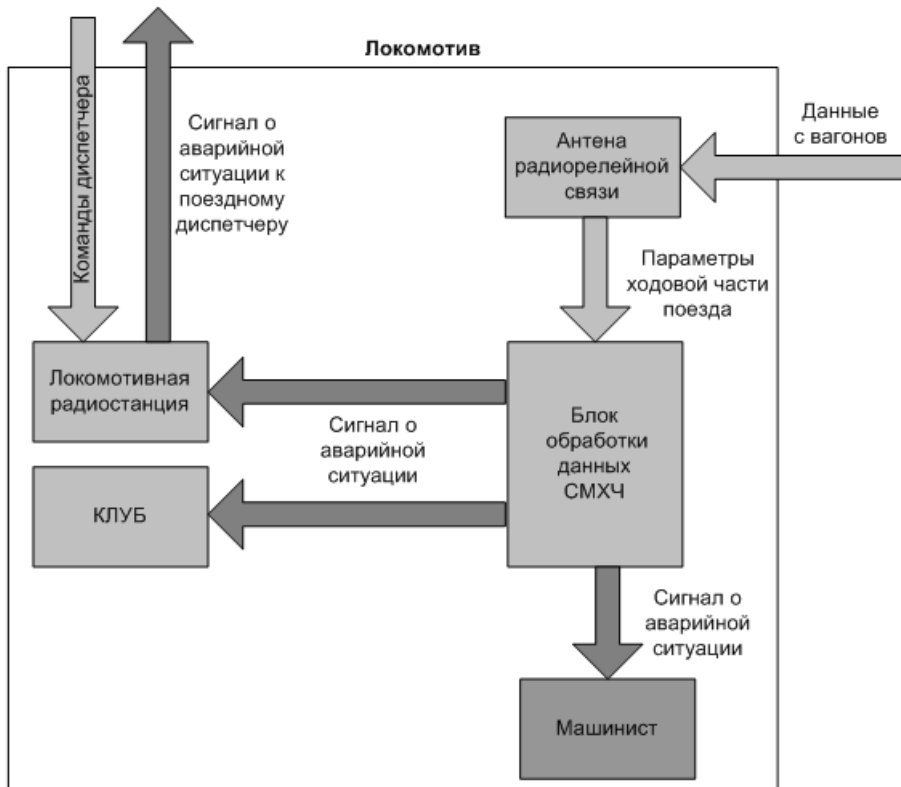 Локомотив
Команды диспетчера
Сигнал о
аварийной
ситуации к
поездному
диспетчеру
Антена
радиорелейной
связи
Данные
с вагонов
Параметры
ходовой части
поезда
Локомотивная
радиостанция
Сигнал о
аварийной
ситуации
Блок
обработки
данных
СМХЧ
КЛУБ
Сигнал о
аварийной
ситуации
Машинист